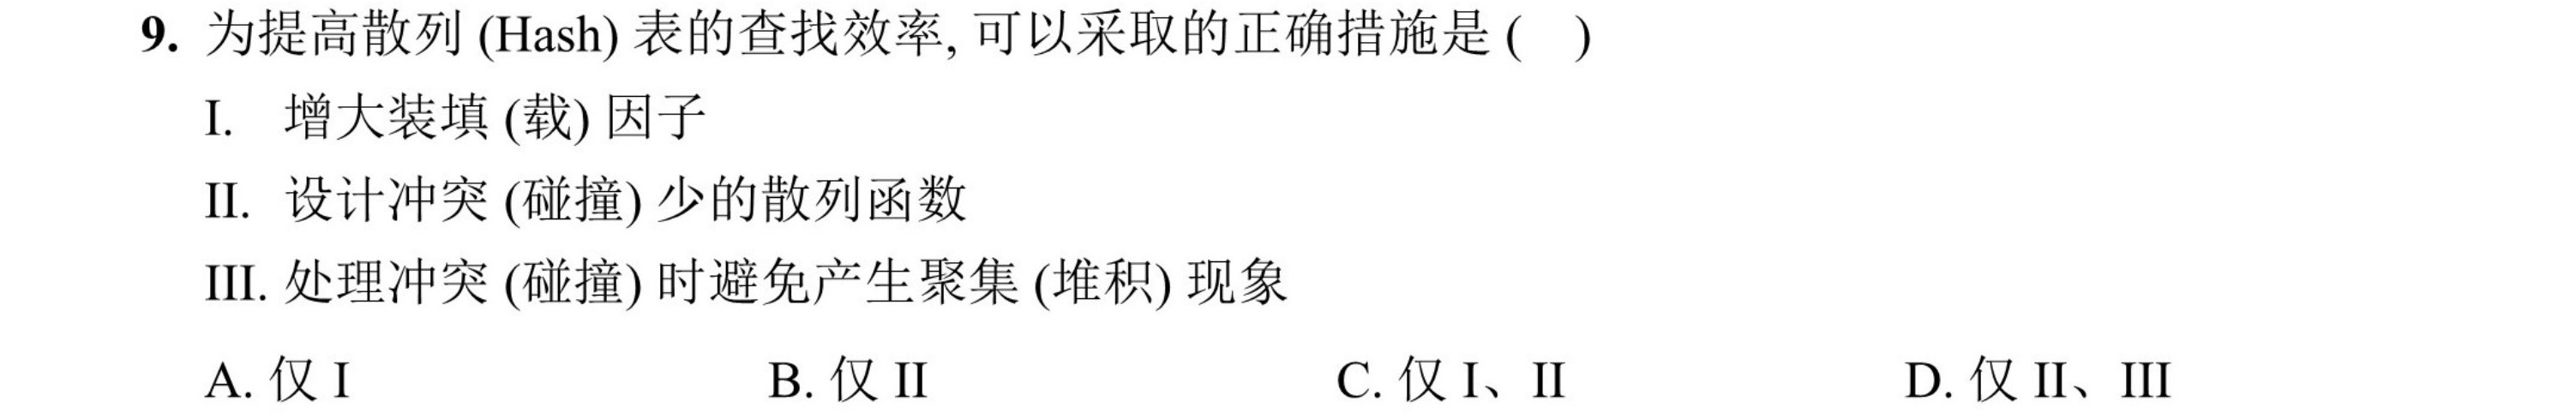 9. 为提高散列 (Hash) 表的查找效率, 可以采取的正确措施是 (   )
I. 增大装填 (载) 因子
II. 设计冲突 (碰撞) 少的散列函数
III. 处理冲突 (碰撞) 时避免产生聚集 (堆积) 现象
A. 仅 I B. 仅 II C. 仅 I、II D. 仅 II、III